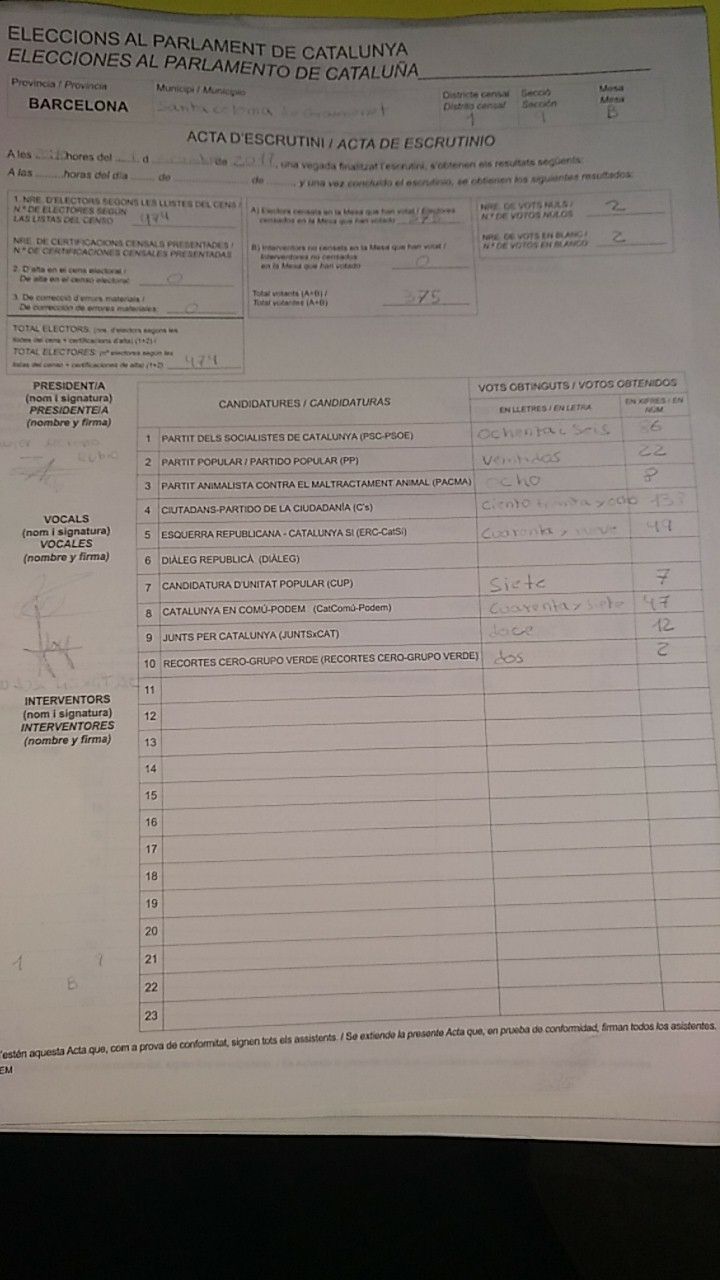 ELECCIONS AL PARLAMENT DE CATALUNYA
ELECCIONES AL PARLAMENTO DE CATALUÑA
Província / Provincia
BARCELONA
Municipi / Municipio
Santa coloma de Gramenet
Districte censal
Distrito censal
1
Secció
Sección
9
Mesa
Mesa
B
ACTA D'ESCRUTINI / ACTA DE ESCRUTINIO
A les hores del d de 2017, una vegada finalitzat l'escrutini, s'obtenen els resultats següents:
A las horas del día de de , y una vez concluido el escrutinio, se obtienen los siguientes resultados:
1. NRE. D'ELECTORS SEGONS LES LLISTES DEL CENS /
N.º DE ELECTORES SEGÚN
LAS LISTAS DEL CENSO 474
NRE. DE CERTIFICACIONS CENSALS PRESENTADES /
N.º DE CERTIFICACIONES CENSALES PRESENTADAS
2. D'alta en el cens electoral /
De alta en el censo electoral: 0
3. De correcció d'errors materials /
De corrección de errores materiales: 0
TOTAL ELECTORS: (nre. d'electors segons les
llistes del cens + certificacions d'alta) (1+2) /
TOTAL ELECTORES: (nº electores según las
listas del censo + certificaciones de alta) (1+2) 474
A) Electors censats en la Mesa que han votat / Electores
censados en la Mesa que han votado 375
B) Interventors no censats en la Mesa que han votat /
Interventores no censados
en la Mesa que han votado 0
Total votants (A+B) /
Total votantes (A+B) 375
NRE. DE VOTS NULS /
N.º DE VOTOS NULOS 2
NRE. DE VOTS EN BLANC /
N.º DE VOTOS EN BLANCO 2
PRESIDENT/A
(nom i signatura)
PRESIDENTE/A
(nombre y firma)
Rubio
VOCALS
(nom i signatura)
VOCALES
(nombre y firma)
INTERVENTORS
(nom i signatura)
INTERVENTORES
(nombre y firma)
1 9
B
CANDIDATURES / CANDIDATURAS
VOTS OBTINGUTS / VOTOS OBTENIDOS
EN LLETRES / EN LETRA
EN XIFRES / EN NÚM.
1 PARTIT DELS SOCIALISTES DE CATALUNYA (PSC-PSOE) ochenta y seis 86
2 PARTIT POPULAR / PARTIDO POPULAR (PP) veintidos 22
3 PARTIT ANIMALISTA CONTRA EL MALTRACTAMENT ANIMAL (PACMA) ocho 8
4 CIUTADANS-PARTIDO DE LA CIUDADANÍA (C's) ciento treinta y ocho 138
5 ESQUERRA REPUBLICANA - CATALUNYA SI (ERC-CatSí) cuarenta y nueve 49
6 DIÀLEG REPUBLICÀ (DIÀLEG)
7 CANDIDATURA D'UNITAT POPULAR (CUP) Siete 7
8 CATALUNYA EN COMÚ-PODEM (CatComú-Podem) cuarenta y siete 47
9 JUNTS PER CATALUNYA (JUNTSxCAT) doce 12
10 RECORTES CERO-GRUPO VERDE (RECORTES CERO-GRUPO VERDE) dos 2
11
12
13
14
15
16
17
18
19
20
21
22
23
'estén aquesta Acta que, com a prova de conformitat, signen tots els assistents. / Se extiende la presente Acta que, en prueba de conformidad, firman todos los asistentes.
EM